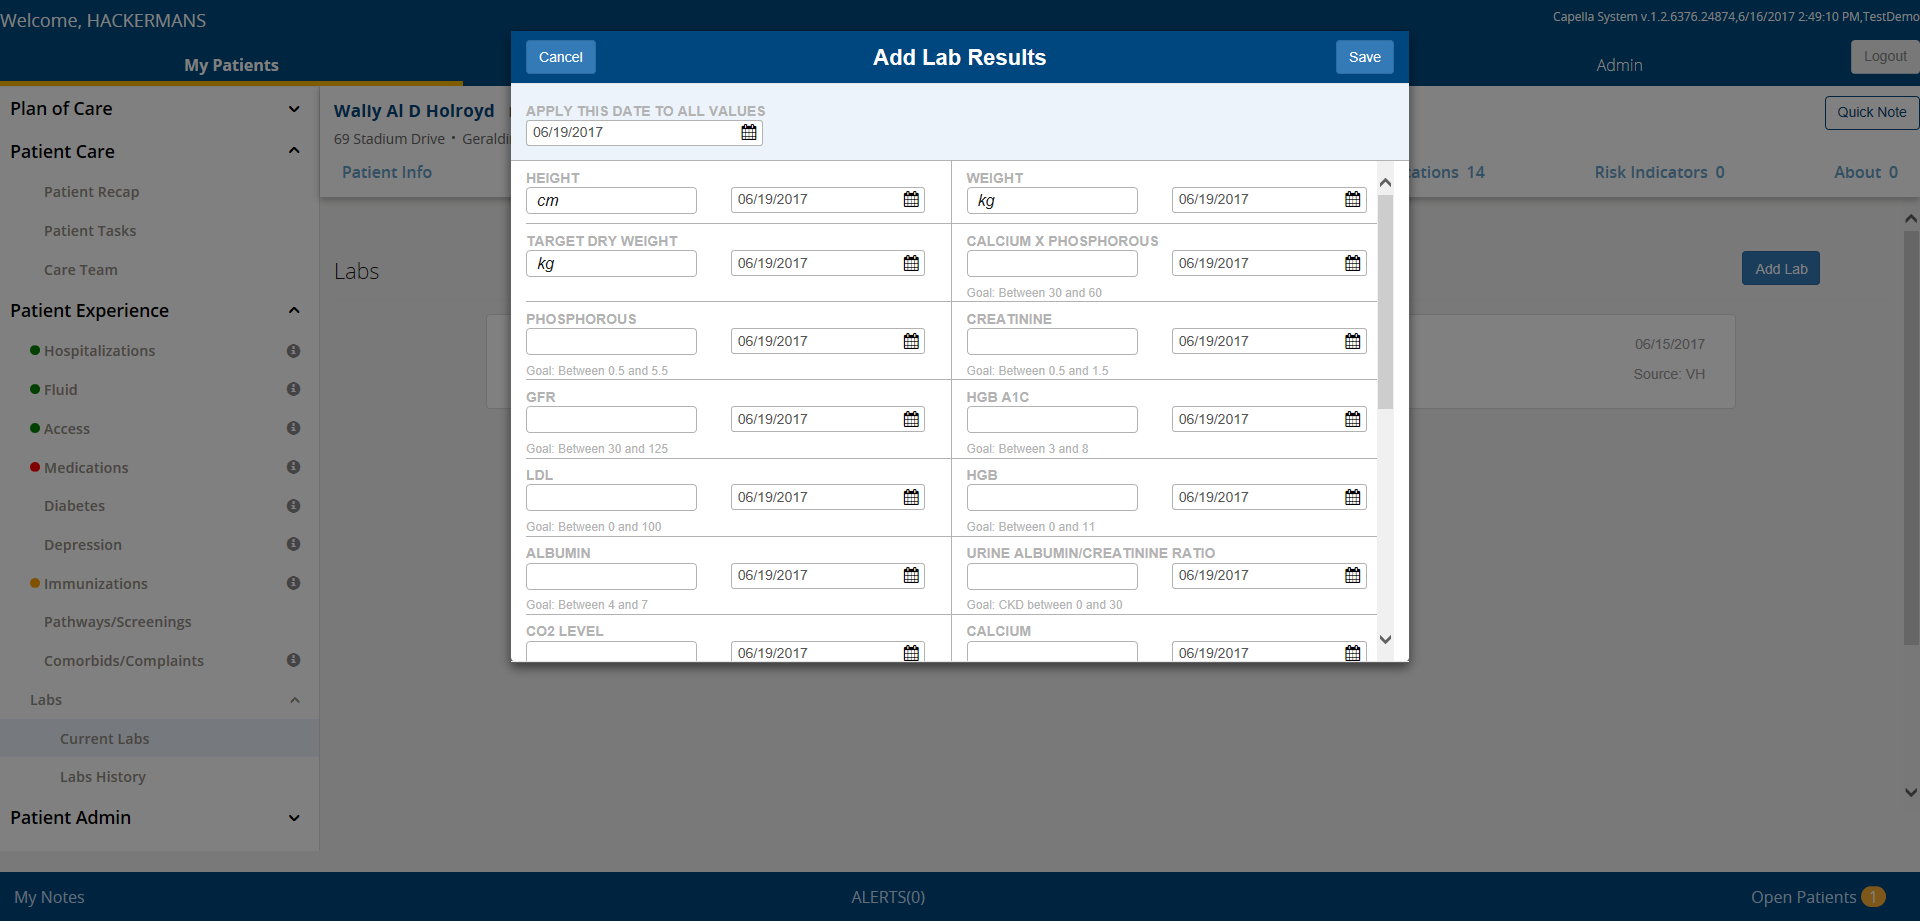 Welcome, HACKERMANS
Capella System v.1.2.6376.24874,6/16/2017 2:49:10 PM,TestDemo
My Patients
Admin
Logout
Cancel
Add Lab Results
Save
Plan of Care
Patient Care
Patient Recap
Patient Tasks
Care Team
Patient Experience
Hospitalizations
Fluid
Access
Medications
Diabetes
Depression
Immunizations
Pathways/Screenings
Comorbids/Complaints
Labs
Current Labs
Labs History
Patient Admin
Wally Al D Holroyd
69 Stadium Drive • Geraldi
Quick Note
Patient Info
cations 14
Risk Indicators 0
About 0
Labs
Add Lab
06/15/2017
Source: VH
APPLY THIS DATE TO ALL VALUES
06/19/2017
HEIGHT
cm 06/19/2017
WEIGHT
kg 06/19/2017
TARGET DRY WEIGHT
kg 06/19/2017
CALCIUM X PHOSPHOROUS
06/19/2017
Goal: Between 30 and 60
PHOSPHOROUS
06/19/2017
Goal: Between 0.5 and 5.5
CREATININE
06/19/2017
Goal: Between 0.5 and 1.5
GFR
06/19/2017
Goal: Between 30 and 125
HGB A1C
06/19/2017
Goal: Between 3 and 8
LDL
06/19/2017
Goal: Between 0 and 100
HGB
06/19/2017
Goal: Between 0 and 11
ALBUMIN
06/19/2017
Goal: Between 4 and 7
URINE ALBUMIN/CREATININE RATIO
06/19/2017
Goal: CKD between 0 and 30
CO2 LEVEL
06/19/2017
CALCIUM
06/19/2017
My Notes
ALERTS(0)
Open Patients 1